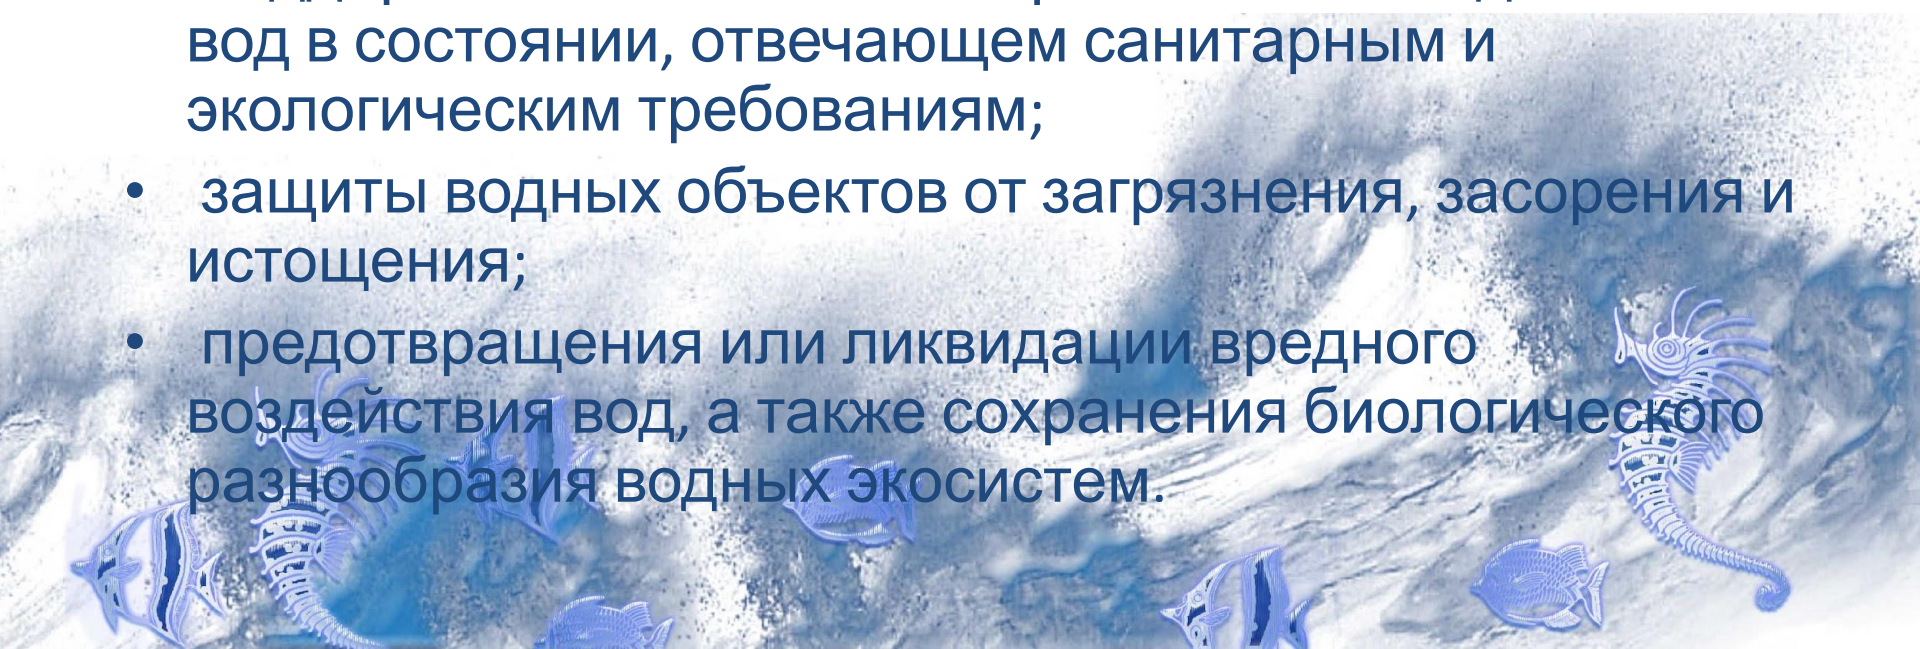 вод в состоянии, отвечающем санитарным и
экологическим требованиям;
• защиты водных объектов от загрязнения, засорения и
истощения;
• предотвращения или ликвидации вредного
воздействия вод, а также сохранения биологического
разнообразия водных экосистем.